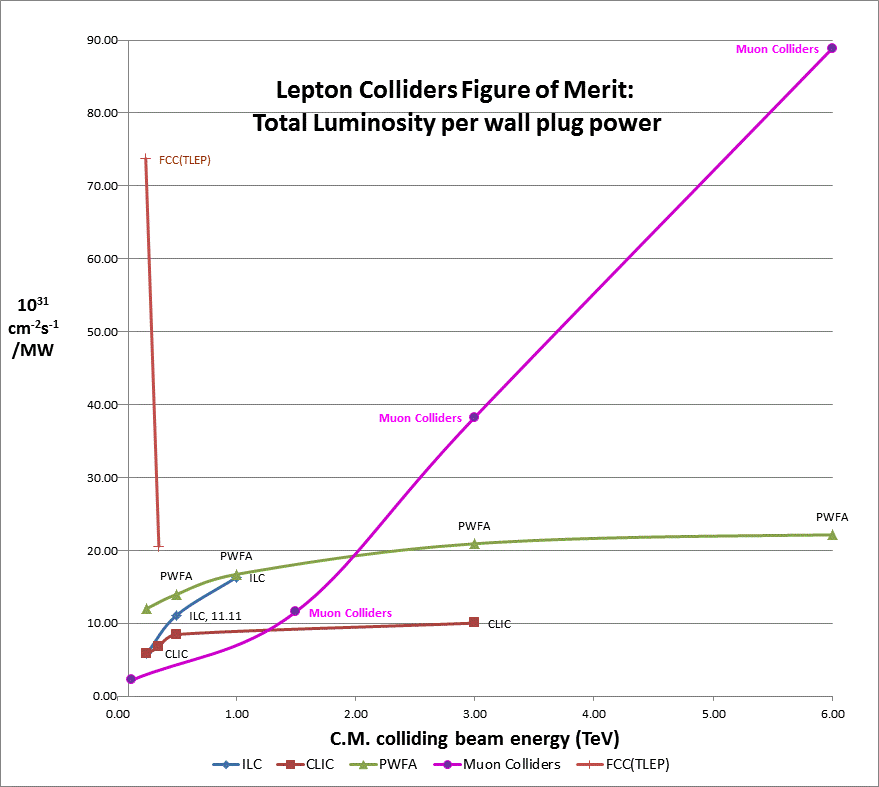 Lepton Colliders Figure of Merit:
Total Luminosity per wall plug power
10³¹
cm⁻²s⁻¹
/MW
90.00
80.00
70.00
60.00
50.00
40.00
30.00
20.00
10.00
0.00
Muon Colliders
FCC(TLEP)
Muon Colliders
PWFA
PWFA
PWFA
PWFA
ILC
ILC, 11.11
Muon Colliders
CLIC
CLIC
0.00 1.00 2.00 3.00 4.00 5.00 6.00
C.M. colliding beam energy (TeV)
ILC CLIC PWFA Muon Colliders FCC(TLEP)